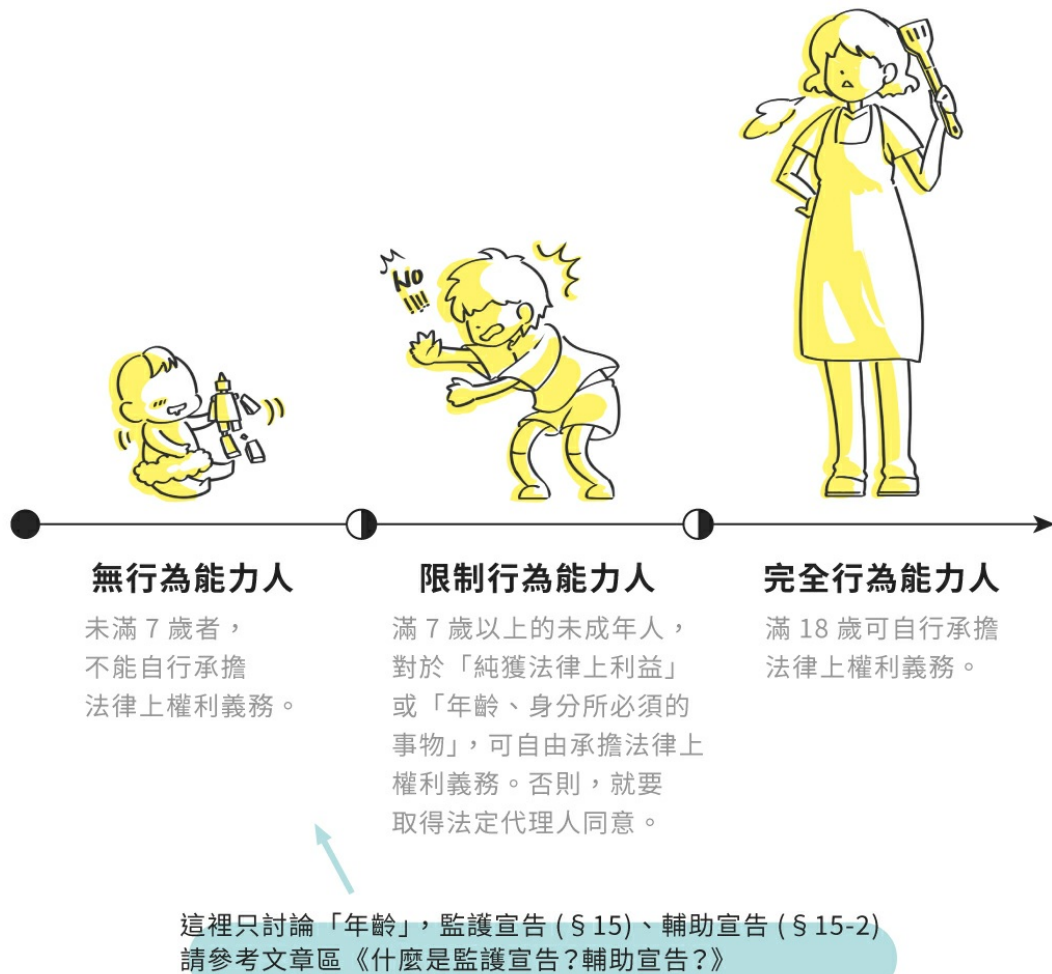 NO
無行為能力人
未滿 7 歲者，
不能自行承擔
法律上權利義務。
限制行為能力人
滿 7 歲以上的未成年人，
對於「純獲法律上利益」
或「年齡、身分所必須的
事物」，可自由承擔法律上
權利義務。否則，就要
取得法定代理人同意。
完全行為能力人
滿 18 歲可自行承擔
法律上權利義務。
這裡只討論「年齡」，監護宣告 (§15)、輔助宣告 (§15-2)
請參考文章區《什麼是監護宣告？輔助宣告？》